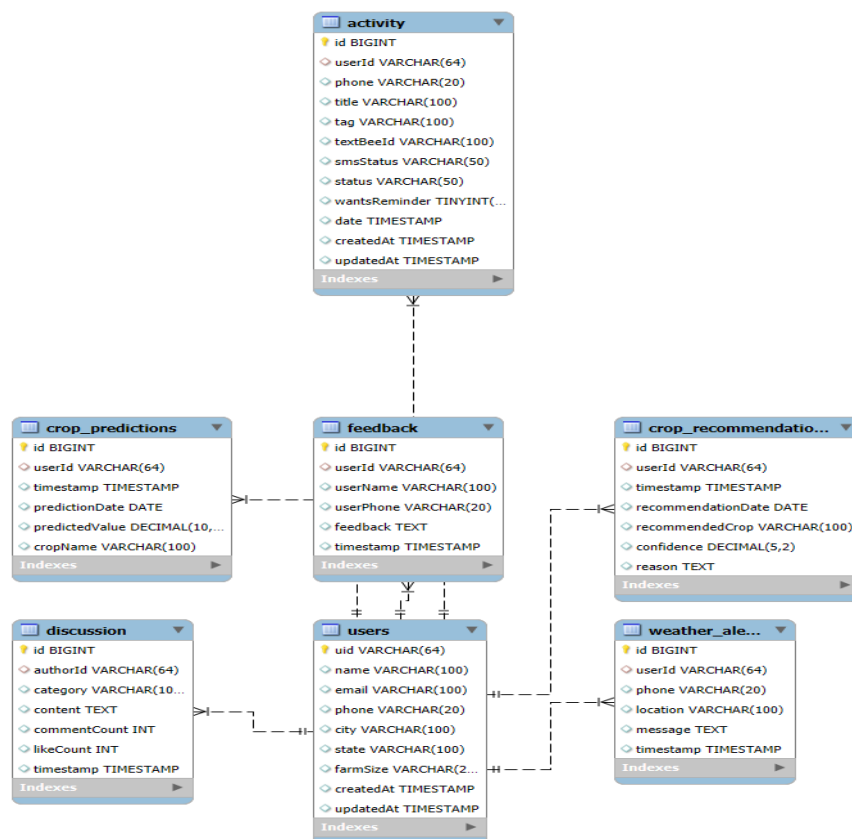 activity
id BIGINT
userId VARCHAR(64)
phone VARCHAR(20)
title VARCHAR(100)
tag VARCHAR(100)
textBeeId VARCHAR(100)
smsStatus VARCHAR(50)
status VARCHAR(50)
wantsReminder TINYINT(...
date TIMESTAMP
createdAt TIMESTAMP
updatedAt TIMESTAMP
Indexes
crop_predictions
id BIGINT
userId VARCHAR(64)
timestamp TIMESTAMP
predictionDate DATE
predictedValue DECIMAL(10,...
cropName VARCHAR(100)
Indexes
feedback
id BIGINT
userId VARCHAR(64)
userName VARCHAR(100)
userPhone VARCHAR(20)
feedback TEXT
timestamp TIMESTAMP
Indexes
crop_recommendatio...
id BIGINT
userId VARCHAR(64)
timestamp TIMESTAMP
recommendationDate DATE
recommendedCrop VARCHAR(100)
confidence DECIMAL(5,2)
reason TEXT
Indexes
discussion
id BIGINT
authorId VARCHAR(64)
category VARCHAR(10...
content TEXT
commentCount INT
likeCount INT
timestamp TIMESTAMP
Indexes
users
uid VARCHAR(64)
name VARCHAR(100)
email VARCHAR(100)
phone VARCHAR(20)
city VARCHAR(100)
state VARCHAR(100)
farmSize VARCHAR(2...
createdAt TIMESTAMP
updatedAt TIMESTAMP
Indexes
weather_ale...
id BIGINT
userId VARCHAR(64)
phone VARCHAR(20)
location VARCHAR(100)
message TEXT
timestamp TIMESTAMP
Indexes